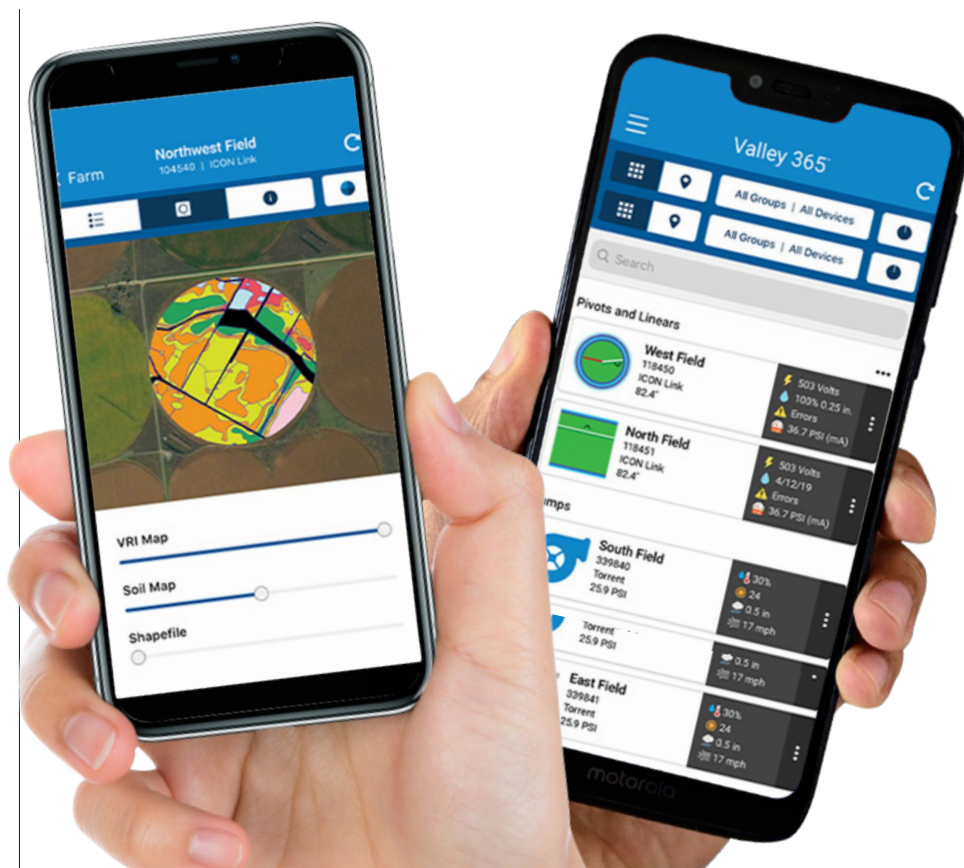 Northwest Field
104540 | ICON Link
Farm
VRI Map
Soil Map
Shapefile
Valley 365™
All Groups | All Devices
All Groups | All Devices
Search
Pivots and Linears
West Field
118450
ICON Link
82.4°
503 Volts
100% 0.25 in.
Errors
36.7 PSI (mA)
North Field
118451
ICON Link
82.4°
503 Volts
4/12/19
Errors
36.7 PSI (mA)
umps
South Field
339840
Torrent
25.9 PSI
30%
24
0.5 in
17 mph
Torrent
25.9 PSI
0.5 in
17 mph
East Field
339841
Torrent
25.9 PSI
30%
24
0.5 in
17 mph
motorola